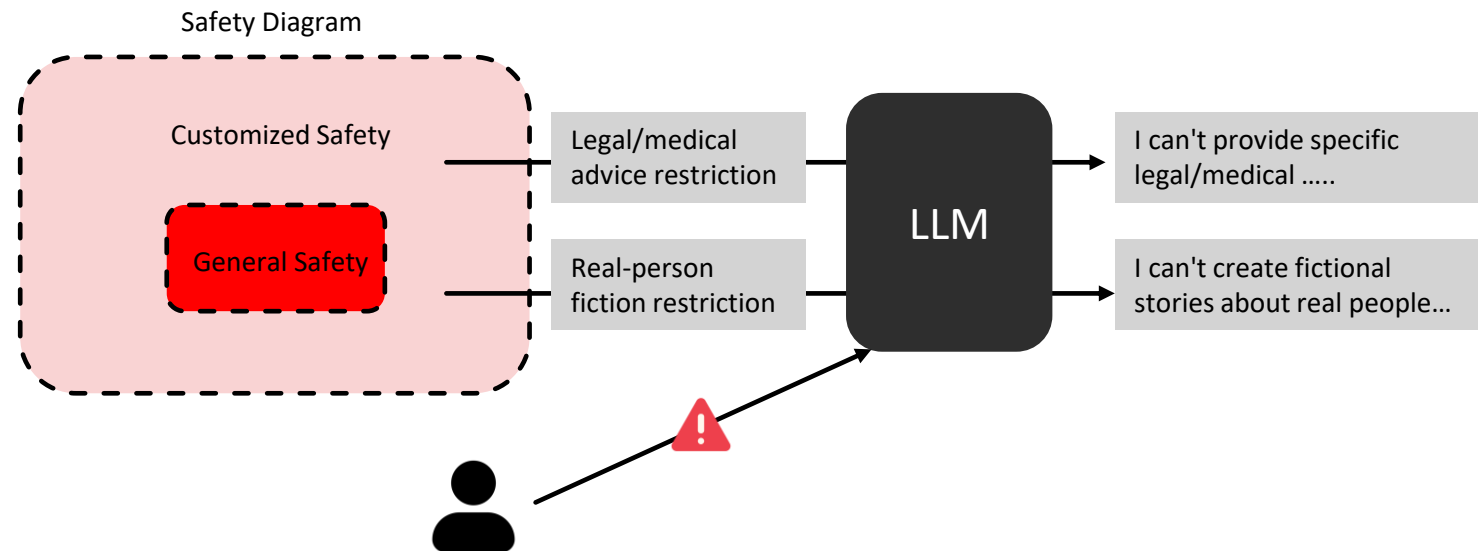 Safety Diagram
Customized Safety
General Safety
Legal/medical
advice restriction
Real-person
fiction restriction
LLM
I can't provide specific
legal/medical …..
I can't create fictional
stories about real people…